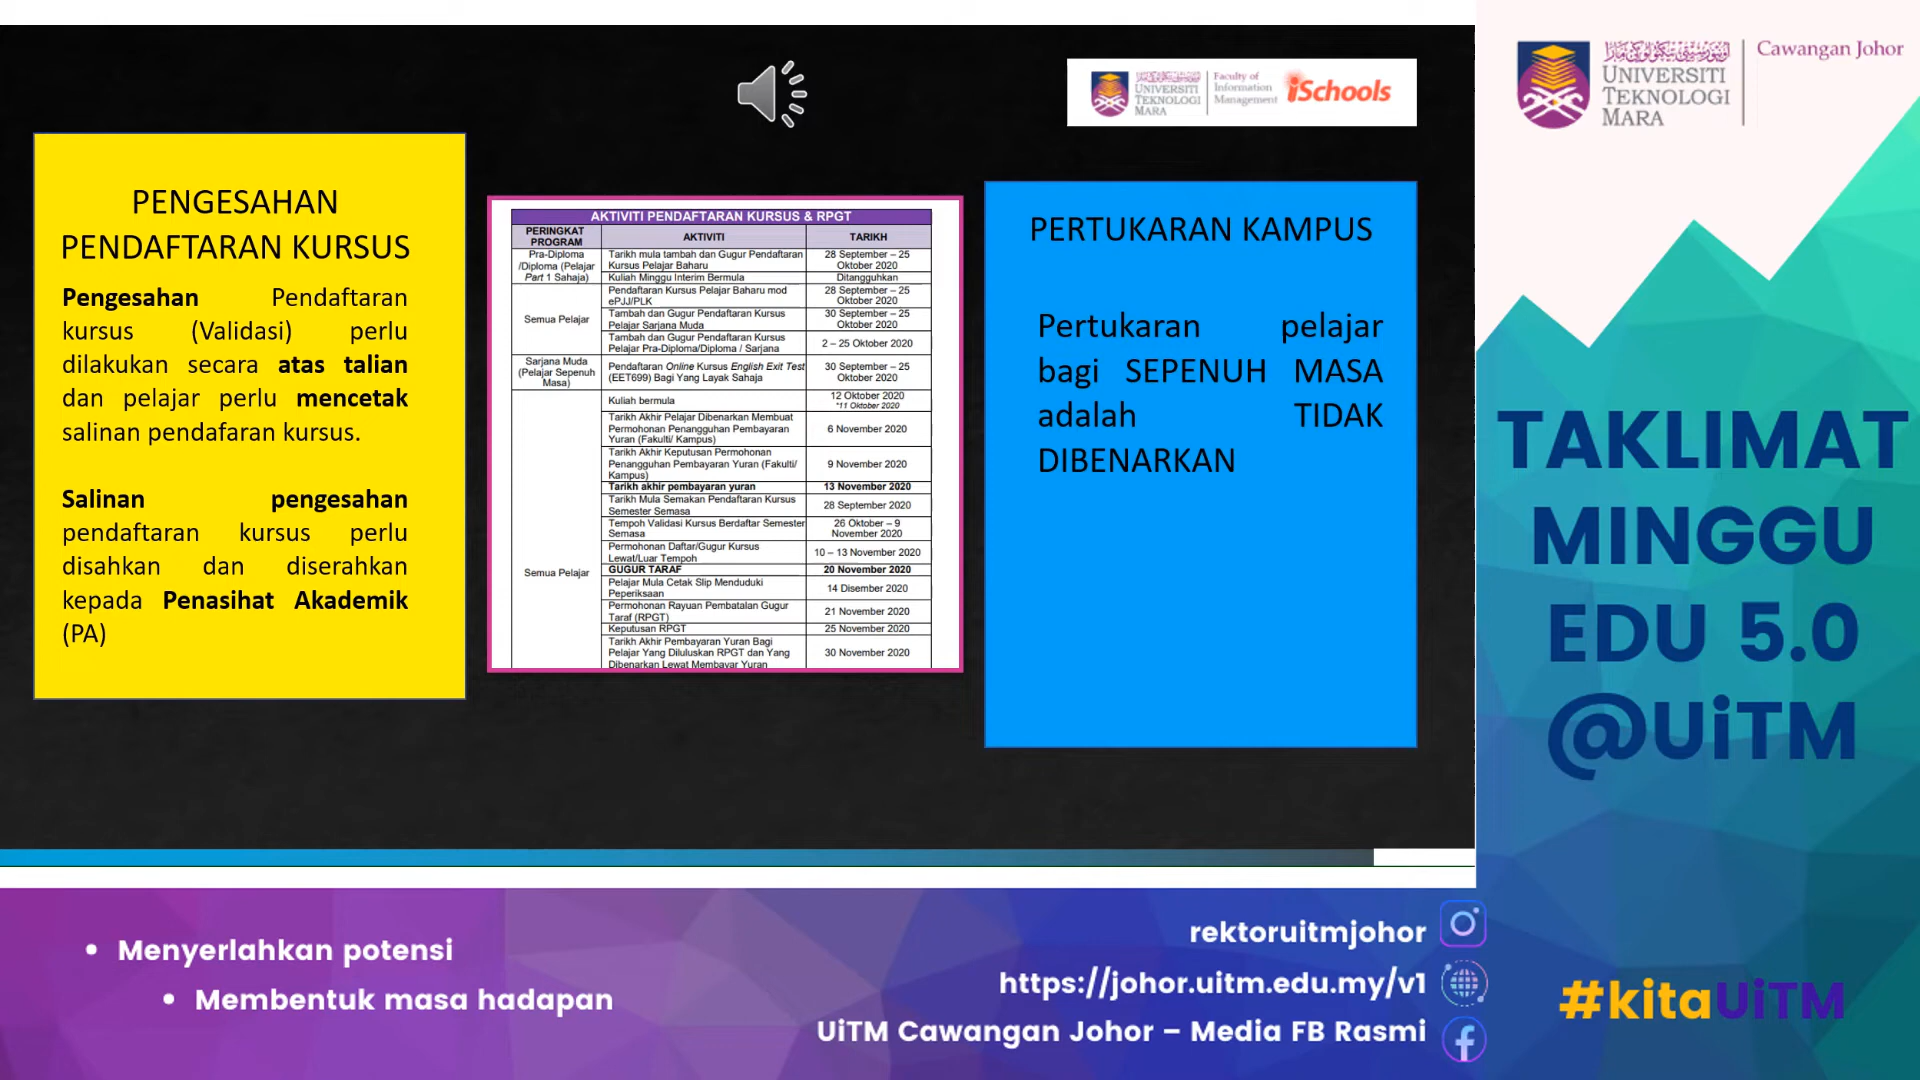 UNIVERSITI
TEKNOLOGI
MARA
Faculty of
Information
Management
iSchools
PENGESAHAN
PENDAFTARAN KURSUS
Pengesahan Pendaftaran
kursus (Validasi) perlu
dilakukan secara atas talian
dan pelajar perlu mencetak
salinan pendafaran kursus.
Salinan pengesahan
pendaftaran kursus perlu
disahkan dan diserahkan
kepada Penasihat Akademik
(PA)
AKTIVITI PENDAFTARAN KURSUS & RPGT
PERINGKAT
PROGRAM
AKTIVITI
TARIKH
Pra-Diploma
/Diploma (Pelajar
Part 1 Sahaja)
Tarikh mula tambah dan Gugur Pendaftaran
Kursus Pelajar Baharu
28 September – 25
Oktober 2020
Kuliah Minggu Interim Bermula
Ditangguhkan
Semua Pelajar
Pendaftaran Kursus Pelajar Baharu mod
ePJJ/PLK
28 September – 25
Oktober 2020
Tambah dan Gugur Pendaftaran Kursus
Pelajar Sarjana Muda
30 September – 25
Oktober 2020
Tambah dan Gugur Pendaftaran Kursus
Pelajar Pra-Diploma/Diploma / Sarjana
2 – 25 Oktober 2020
Sarjana Muda
(Pelajar Sepenuh
Masa)
Pendaftaran Online Kursus English Exit Test
(EET699) Bagi Yang Layak Sahaja
30 September – 25
Oktober 2020
Semua Pelajar
Kuliah bermula
12 Oktober 2020
*11 Oktober 2020
Tarikh Akhir Pelajar Dibenarkan Membuat
Permohonan Penangguhan Pembayaran
Yuran (Fakulti/ Kampus)
6 November 2020
Tarikh Akhir Keputusan Permohonan
Penangguhan Pembayaran Yuran (Fakulti/
Kampus)
9 November 2020
Tarikh akhir pembayaran yuran
13 November 2020
Tarikh Mula Semakan Pendaftaran Kursus
Semester Semasa
28 September 2020
Tempoh Validasi Kursus Berdaftar Semester
Semasa
26 Oktober – 9
November 2020
Permohonan Daftar/Gugur Kursus
Lewat/Luar Tempoh
10 – 13 November 2020
GUGUR TARAF
20 November 2020
Pelajar Mula Cetak Slip Menduduki
Peperiksaan
14 Disember 2020
Permohonan Rayuan Pembatalan Gugur
Taraf (RPGT)
21 November 2020
Keputusan RPGT
25 November 2020
Tarikh Akhir Pembayaran Yuran Bagi
Pelajar Yang Diluluskan RPGT dan Yang
Dibenarkan Lewat Membayar Yuran
30 November 2020
PERTUKARAN KAMPUS
Pertukaran pelajar
bagi SEPENUH MASA
adalah TIDAK
DIBENARKAN
UNIVERSITI
TEKNOLOGI
MARA
Cawangan Johor
TAKLIMAT
MINGGU
EDU 5.0
@UiTM
#kitaUiTM
• Menyerlahkan potensi
• Membentuk masa hadapan
rektoruitmjohor
https://johor.uitm.edu.my/v1
UiTM Cawangan Johor – Media FB Rasmi